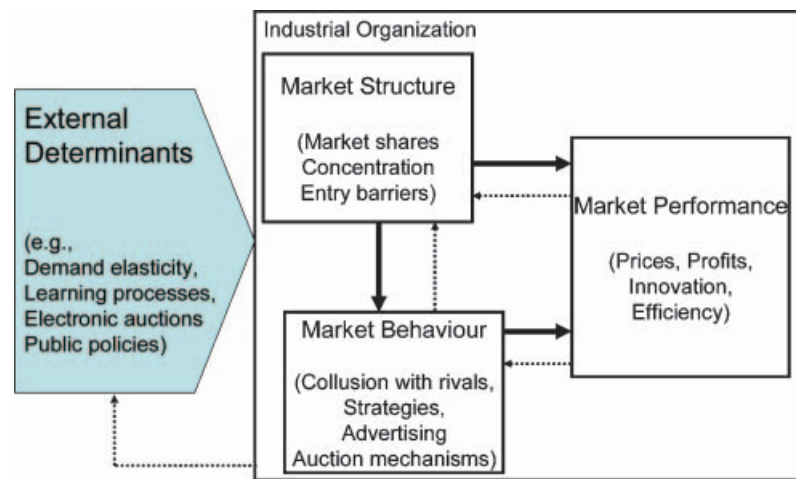 Industrial Organization
External
Determinants
(e.g.,
Demand elasticity,
Learning processes,
Electronic auctions
Public policies)
Market Structure
(Market shares
Concentration
Entry barriers)
Market Behaviour
(Collusion with rivals,
Strategies,
Advertising
Auction mechanisms)
Market Performance
(Prices, Profits,
Innovation,
Efficiency)